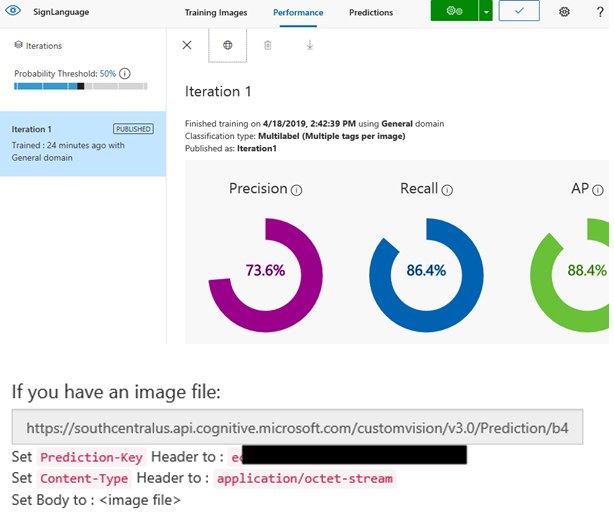 SignLanguage Training Images Performance Predictions ?
Iterations
Probability Threshold: 50%
Iteration 1 PUBLISHED
Trained : 24 minutes ago with
General domain
Iteration 1
Finished training on 4/18/2019, 2:42:39 PM using General domain
Classification type: Multilabel (Multiple tags per image)
Published as: Iteration1
Precision Recall AP
73.6% 86.4% 88.4%
If you have an image file:
https://southcentralus.api.cognitive.microsoft.com/customvision/v3.0/Prediction/b4
Set Prediction-Key Header to :
Set Content-Type Header to : application/octet-stream
Set Body to : <image file>